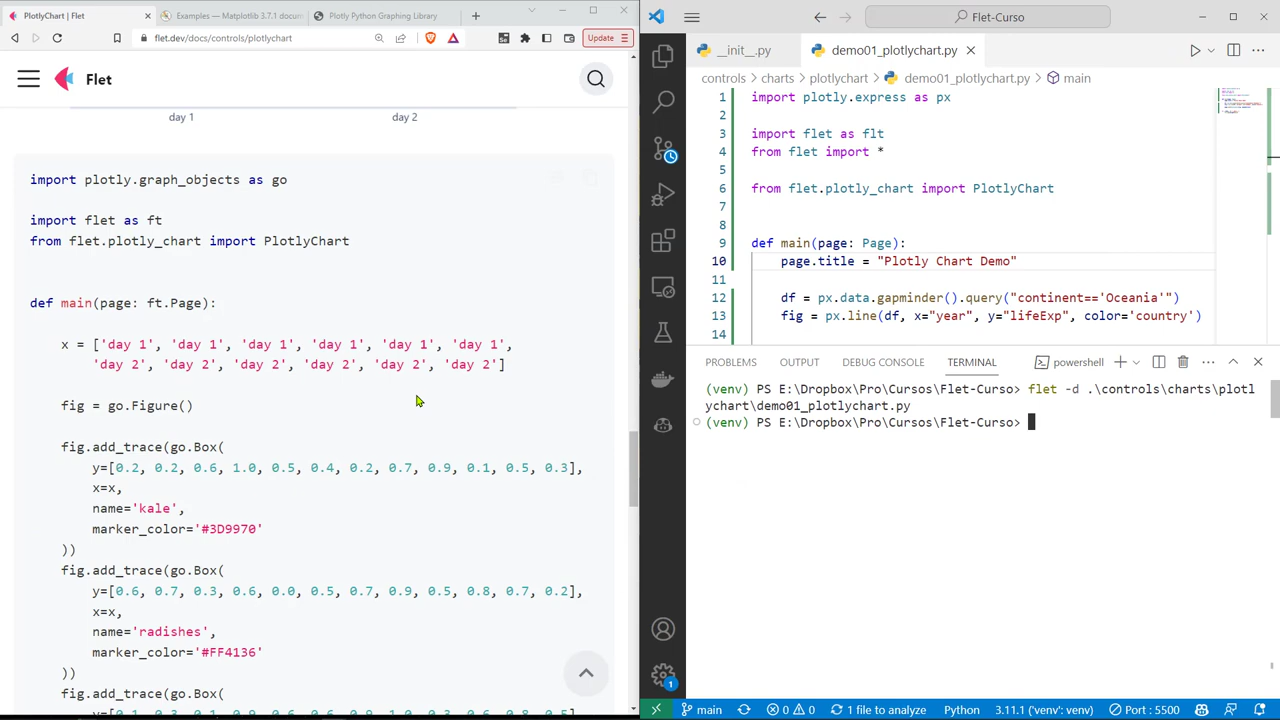 PlotlyChart | Flet
Examples — Matplotlib 3.7.1 docum
Plotly Python Graphing Library
flet.dev/docs/controls/plotlychart
Update
Flet
day 1
day 2
import plotly.graph_objects as go
import flet as ft
from flet.plotly_chart import PlotlyChart
def main(page: ft.Page):
x = ['day 1', 'day 1', 'day 1', 'day 1', 'day 1', 'day 1',
'day 2', 'day 2', 'day 2', 'day 2', 'day 2', 'day 2']
fig = go.Figure()
fig.add_trace(go.Box(
y=[0.2, 0.2, 0.6, 1.0, 0.5, 0.4, 0.2, 0.7, 0.9, 0.1, 0.5, 0.3],
x=x,
name='kale',
marker_color='#3D9970'
))
fig.add_trace(go.Box(
y=[0.6, 0.7, 0.3, 0.6, 0.0, 0.5, 0.7, 0.9, 0.5, 0.8, 0.7, 0.2],
x=x,
name='radishes',
marker_color='#FF4136'
))
fig.add_trace(go.Box(
Flet-Curso
__init__.py
demo01_plotlychart.py
controls
charts
plotlychart
demo01_plotlychart.py
main
1 import plotly.express as px
2
3 import flet as flt
4 from flet import *
5
6 from flet.plotly_chart import PlotlyChart
7
8
9 def main(page: Page):
10 page.title = "Plotly Chart Demo"
11
12 df = px.data.gapminder().query("continent=='Oceania'")
13 fig = px.line(df, x="year", y="lifeExp", color='country')
14
PROBLEMS
OUTPUT
DEBUG CONSOLE
TERMINAL
powershell
(venv) PS E:\Dropbox\Pro\Cursos\Flet-Curso> flet -d .\controls\charts\plotl
ychart\demo01_plotlychart.py
(venv) PS E:\Dropbox\Pro\Cursos\Flet-Curso>
1
main
0
0
1 file to analyze
Python
3.11.1 ('venv': venv)
Port : 5500